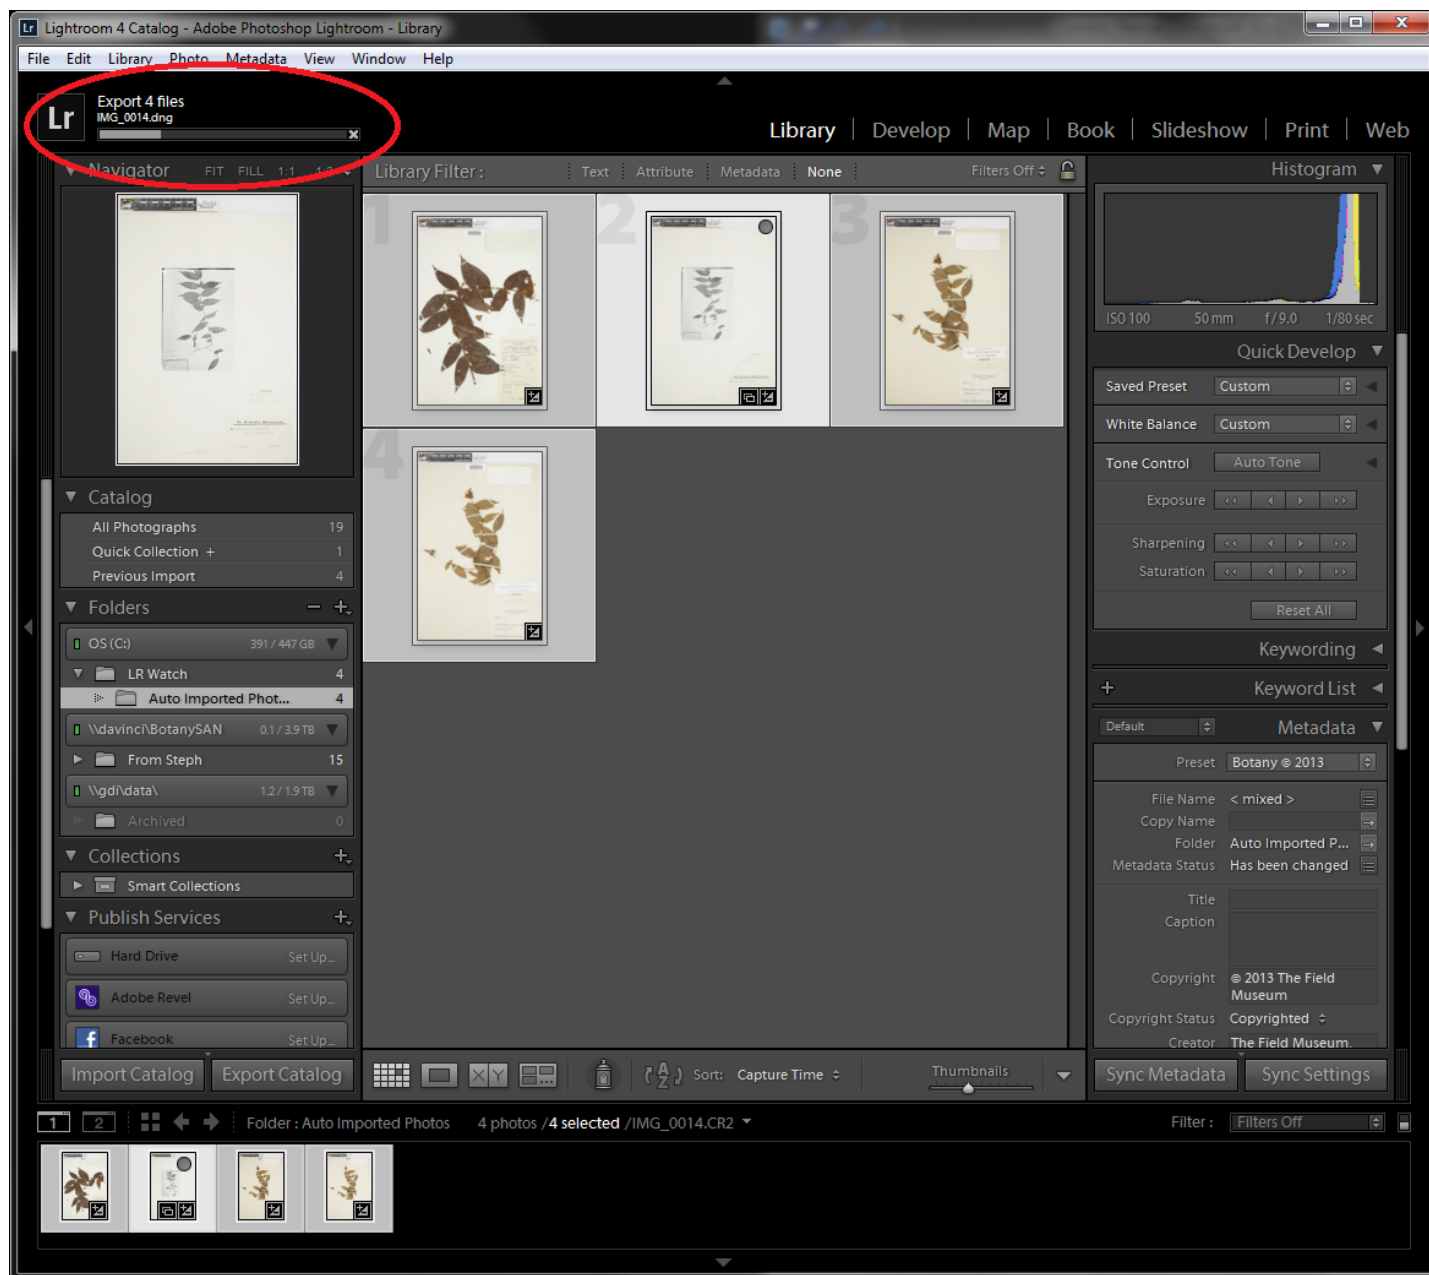 Lightroom 4 Catalog - Adobe Photoshop Lightroom - Library
File Edit Library Photo Metadata View Window Help
Lr
Export 4 files
IMG_0014.dng
Library | Develop | Map | Book | Slideshow | Print | Web
Navigator FIT FILL 1:1
Library Filter: Text Attribute Metadata None Filters Off
Histogram
1
2
3
ISO 100 50 mm f / 9.0 1/80 sec
Quick Develop
Saved Preset Custom
White Balance Custom
Tone Control Auto Tone
4
Catalog
All Photographs 19
Quick Collection + 1
Previous Import 4
Exposure
Sharpening
Saturation
Reset All
Folders
OS (C:) 391 / 447 GB
LR Watch 4
Auto Imported Phot... 4
\\davinci\BotanySAN 0.1 / 3.9 TB
From Steph 15
\\gdi\data\ 1.2 / 1.9 TB
Archived 0
Keywording
Keyword List
Default Metadata
Preset Botany © 2013
File Name < mixed >
Copy Name
Folder Auto Imported P...
Metadata Status Has been changed
Title
Caption
Copyright © 2013 The Field
Museum
Copyright Status Copyrighted
Creator The Field Museum.
Collections
Smart Collections
Publish Services
Hard Drive Set Up...
Adobe Revel Set Up...
Facebook Set Up...
Import Catalog Export Catalog
X Y
A Z Sort: Capture Time
Thumbnails
Sync Metadata Sync Settings
1 2 Folder : Auto Imported Photos 4 photos /4 selected /IMG_0014.CR2
Filter : Filters Off